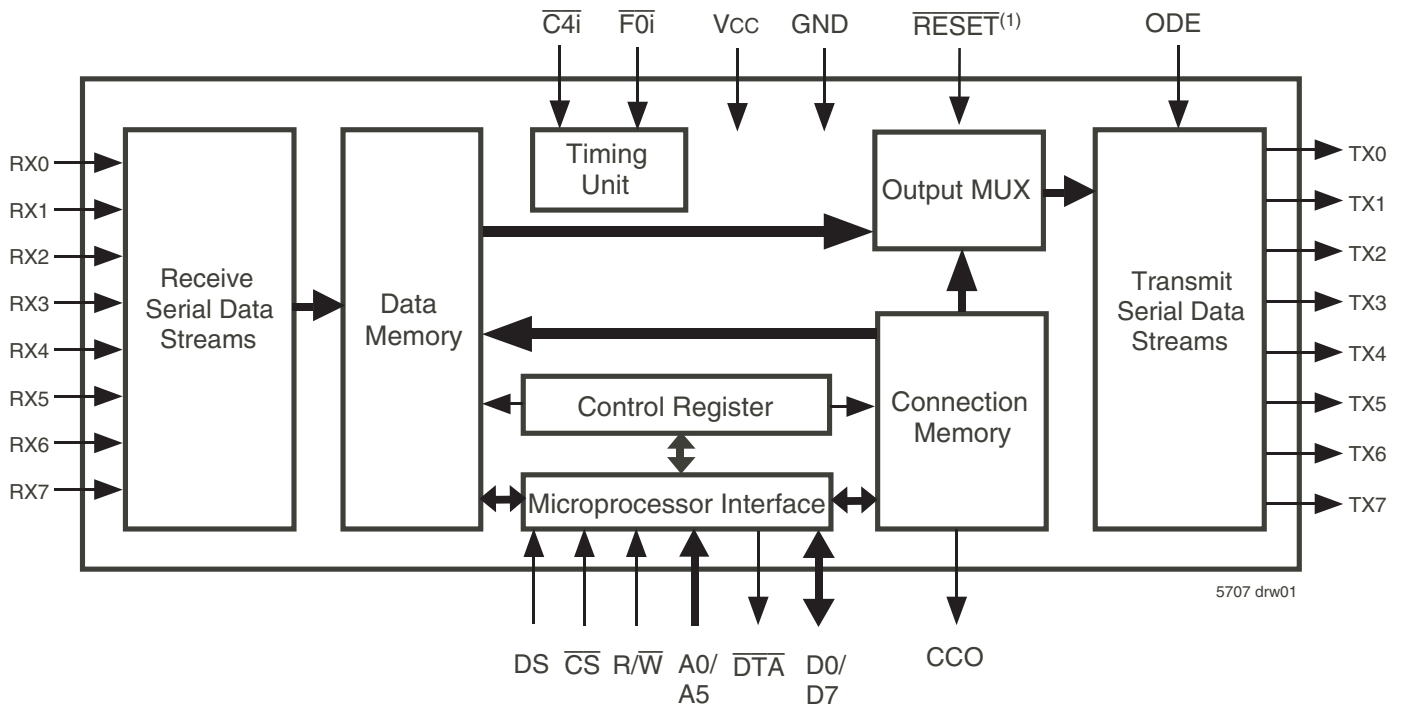 C4i F0i VCC GND RESET(1) ODE
RX0
RX1
RX2
RX3
RX4
RX5
RX6
RX7
Receive
Serial Data
Streams
Data
Memory
Timing
Unit
Output MUX
Control Register
Microprocessor Interface
Connection
Memory
Transmit
Serial Data
Streams
TX0
TX1
TX2
TX3
TX4
TX5
TX6
TX7
5707 drw01
DS CS R/W A0/
A5
DTA D0/
D7
CCO